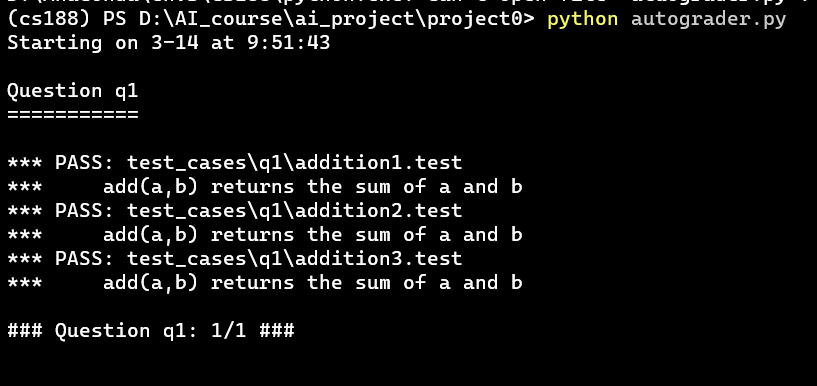 (cs188) PS D:\AI_course\ai_project\project0> python autograder.py
Starting on 3-14 at 9:51:43
Question q1
===========
*** PASS: test_cases\q1\addition1.test
***     add(a,b) returns the sum of a and b
*** PASS: test_cases\q1\addition2.test
***     add(a,b) returns the sum of a and b
*** PASS: test_cases\q1\addition3.test
***     add(a,b) returns the sum of a and b
### Question q1: 1/1 ###